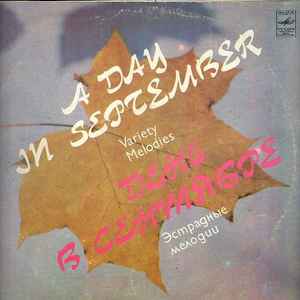 A DAY
IN SEPTEMBER
Variety
Melodies
ДЕНЬ
В СЕНТЯБРЕ
Эстрадные
мелодии